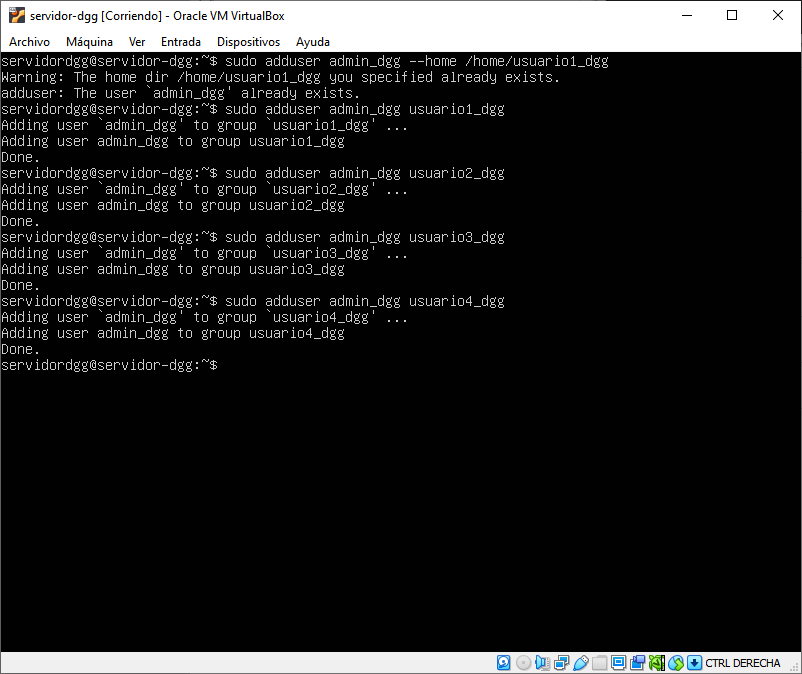 servidor-dgg [Corriendo] - Oracle VM VirtualBox
Archivo Máquina Ver Entrada Dispositivos Ayuda
servidordgg@servidor-dgg:~$ sudo adduser admin_dgg --home /home/usuario1_dgg
Warning: The home dir /home/usuario1_dgg you specified already exists.
adduser: The user `admin_dgg' already exists.
servidordgg@servidor-dgg:~$ sudo adduser admin_dgg usuario1_dgg
Adding user `admin_dgg' to group `usuario1_dgg' ...
Adding user admin_dgg to group usuario1_dgg
Done.
servidordgg@servidor-dgg:~$ sudo adduser admin_dgg usuario2_dgg
Adding user `admin_dgg' to group `usuario2_dgg' ...
Adding user admin_dgg to group usuario2_dgg
Done.
servidordgg@servidor-dgg:~$ sudo adduser admin_dgg usuario3_dgg
Adding user `admin_dgg' to group `usuario3_dgg' ...
Adding user admin_dgg to group usuario3_dgg
Done.
servidordgg@servidor-dgg:~$ sudo adduser admin_dgg usuario4_dgg
Adding user `admin_dgg' to group `usuario4_dgg' ...
Adding user admin_dgg to group usuario4_dgg
Done.
servidordgg@servidor-dgg:~$
CTRL DERECHA